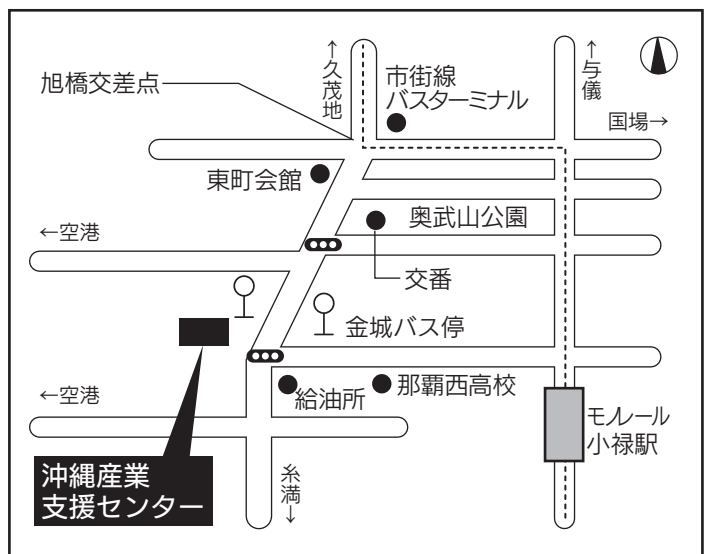 旭橋交差点
↑久茂地
市街線
バスターミナル
↑与儀
国場→
東町会館
奥武山公園
←空港
交番
金城バス停
←空港
給油所
那覇西高校
モノレール
小禄駅
沖縄産業
支援センター
糸満↓